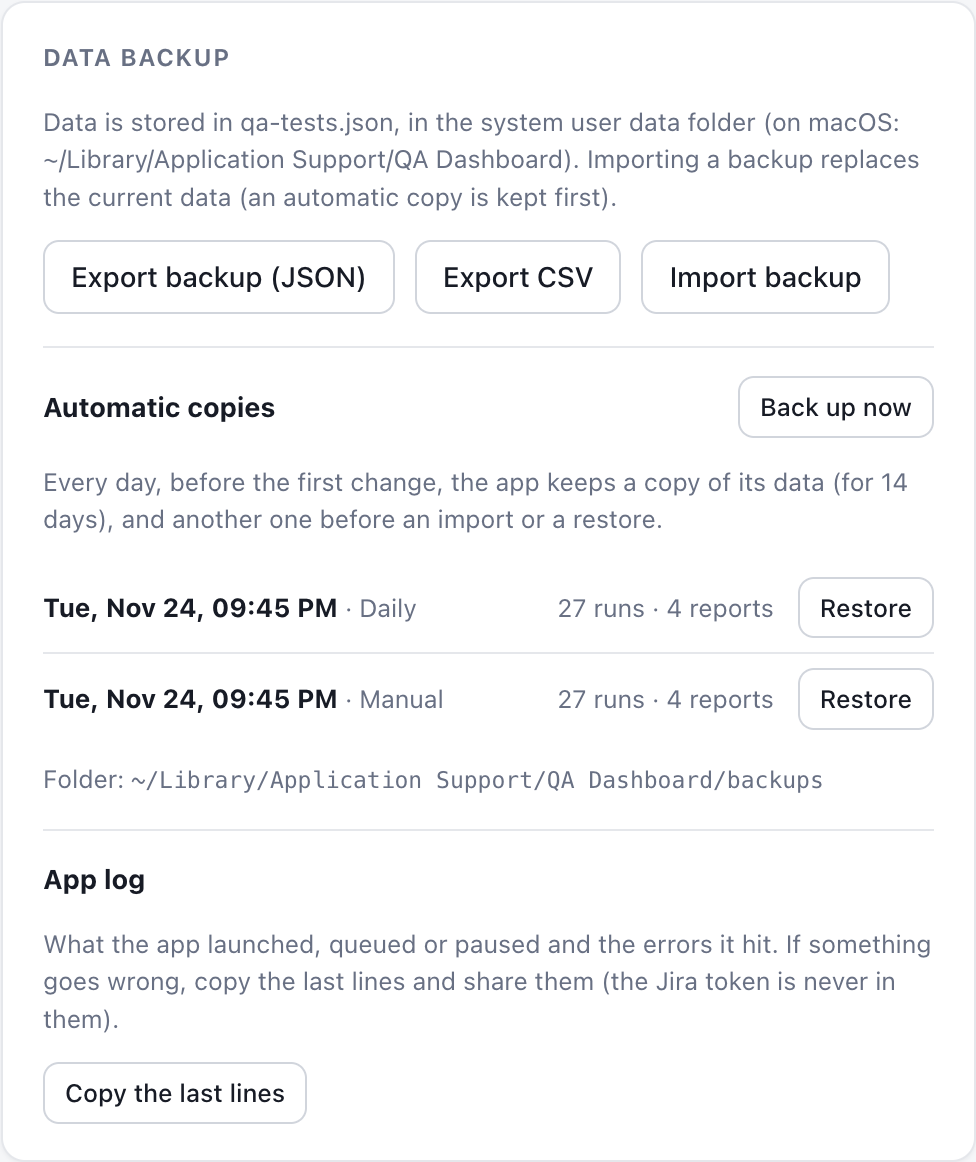 DATA BACKUP
Data is stored in qa-tests.json, in the system user data folder (on macOS:
~/Library/Application Support/QA Dashboard). Importing a backup replaces
the current data (an automatic copy is kept first).
Export backup (JSON) Export CSV Import backup
Automatic copies Back up now
Every day, before the first change, the app keeps a copy of its data (for 14
days), and another one before an import or a restore.
Tue, Nov 24, 09:45 PM · Daily 27 runs · 4 reports Restore
Tue, Nov 24, 09:45 PM · Manual 27 runs · 4 reports Restore
Folder: ~/Library/Application Support/QA Dashboard/backups
App log
What the app launched, queued or paused and the errors it hit. If something
goes wrong, copy the last lines and share them (the Jira token is never in
them).
Copy the last lines